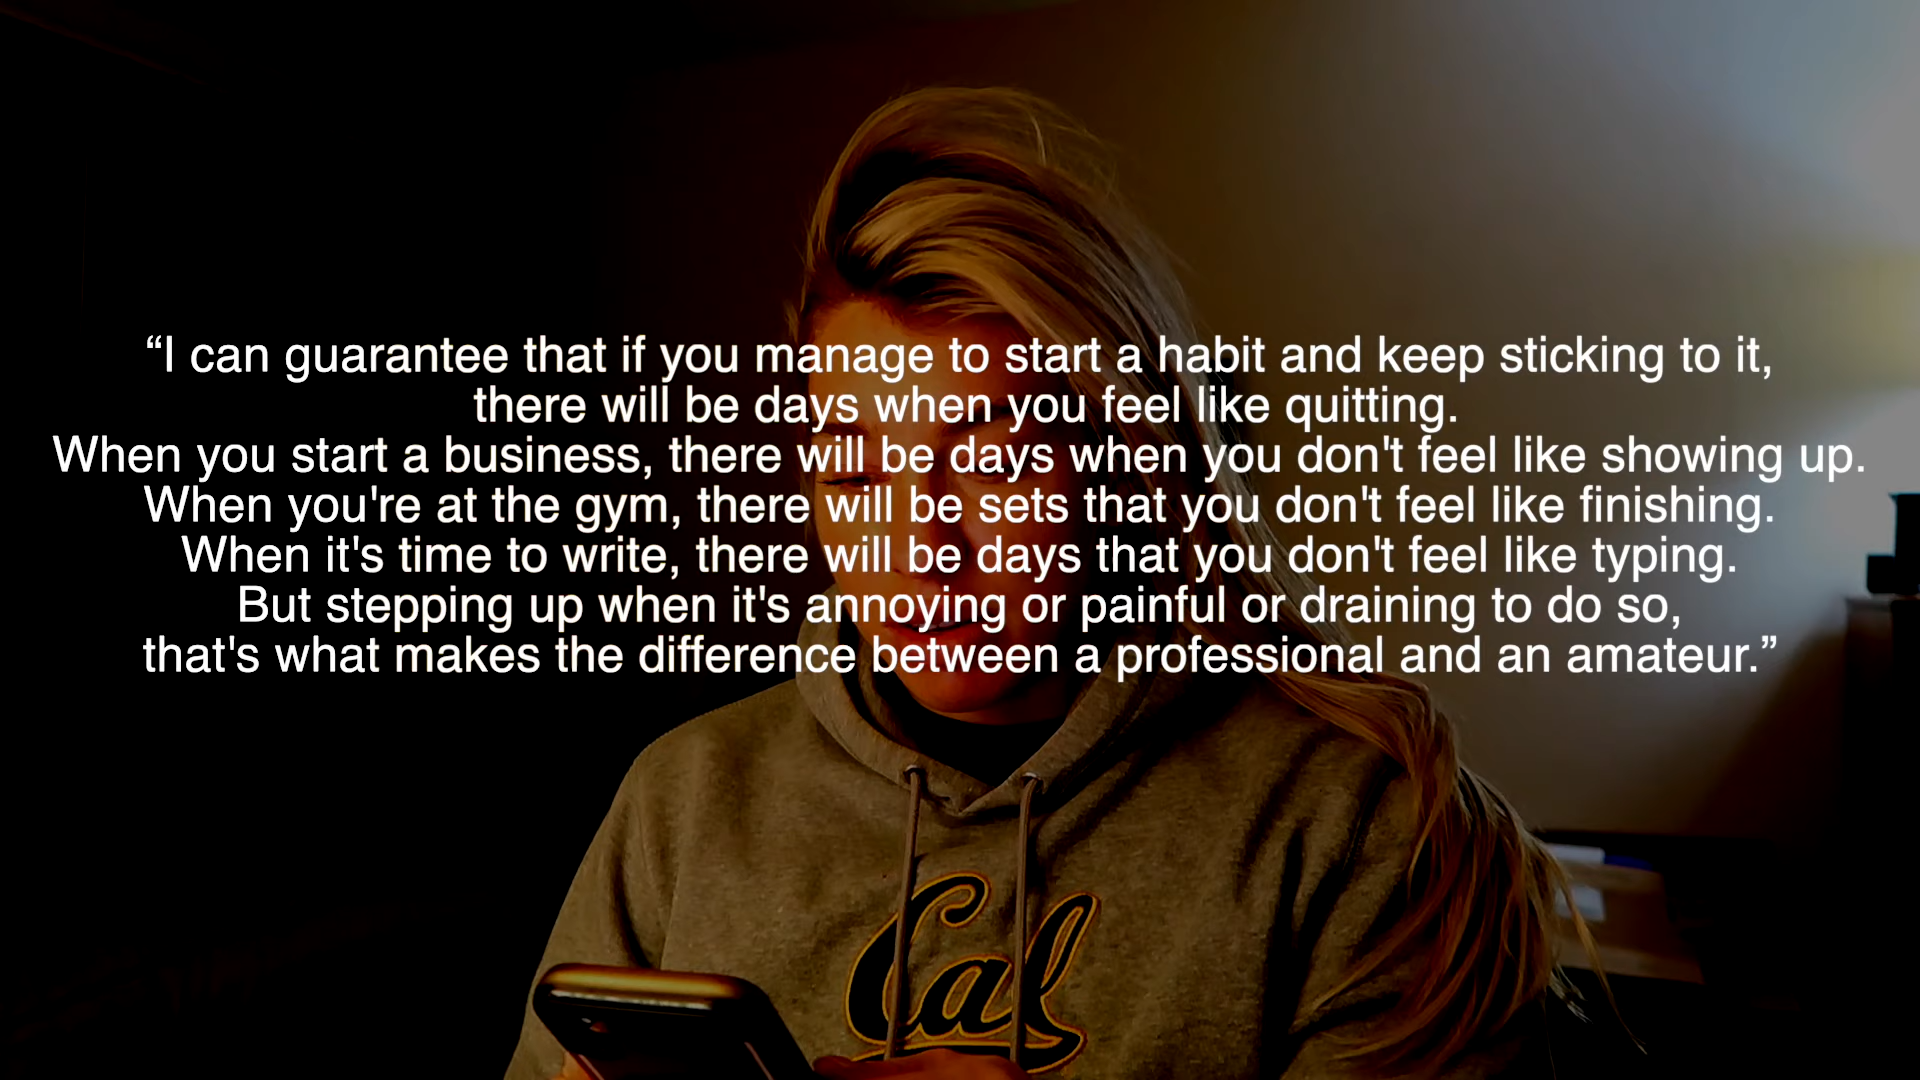 “I can guarantee that if you manage to start a habit and keep sticking to it,
there will be days when you feel like quitting.
When you start a business, there will be days when you don't feel like showing up.
When you're at the gym, there will be sets that you don't feel like finishing.
When it's time to write, there will be days that you don't feel like typing.
But stepping up when it's annoying or painful or draining to do so,
that's what makes the difference between a professional and an amateur.”
Cal